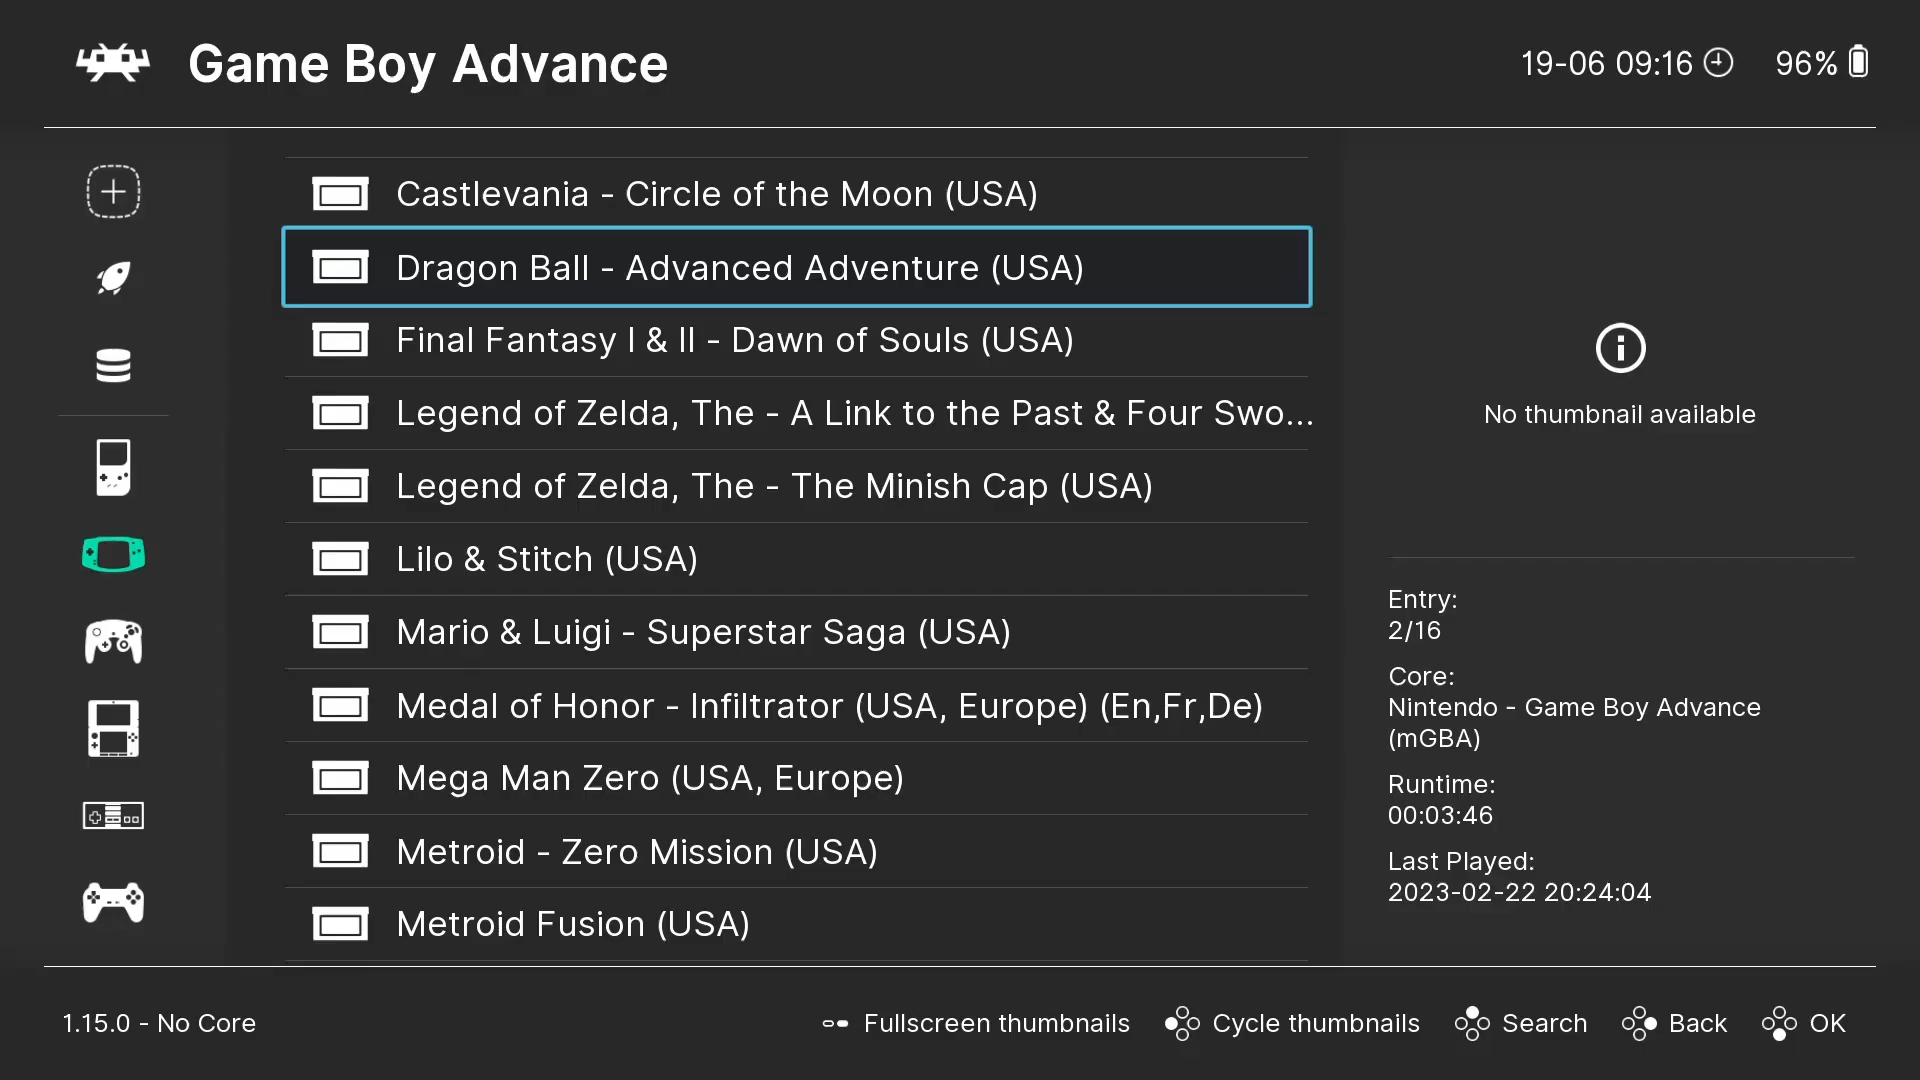 Game Boy Advance
19-06 09:16
96%
Castlevania - Circle of the Moon (USA)
Dragon Ball - Advanced Adventure (USA)
Final Fantasy I & II - Dawn of Souls (USA)
Legend of Zelda, The - A Link to the Past & Four Swo...
Legend of Zelda, The - The Minish Cap (USA)
Lilo & Stitch (USA)
Mario & Luigi - Superstar Saga (USA)
Medal of Honor - Infiltrator (USA, Europe) (En,Fr,De)
Mega Man Zero (USA, Europe)
Metroid - Zero Mission (USA)
Metroid Fusion (USA)
No thumbnail available
Entry:
2/16
Core:
Nintendo - Game Boy Advance
(mGBA)
Runtime:
00:03:46
Last Played:
2023-02-22 20:24:04
1.15.0 - No Core
Fullscreen thumbnails
Cycle thumbnails
Search
Back
OK